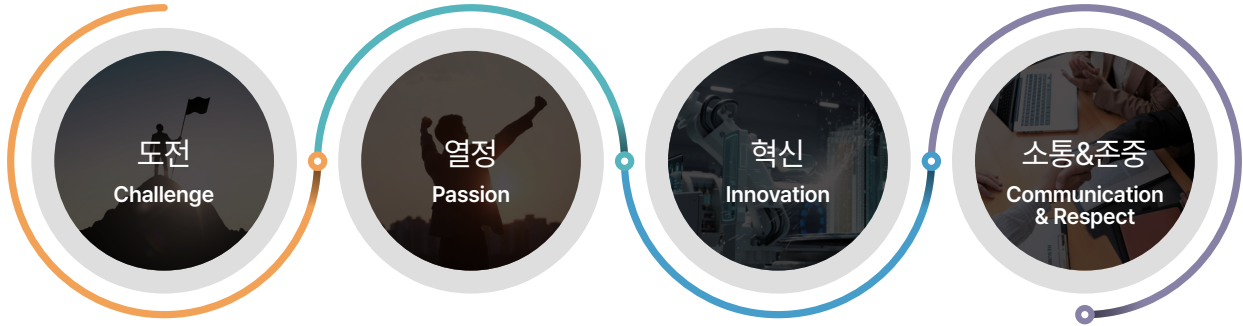 도전
Challenge
열정
Passion
혁신
Innovation
소통&존중
Communication
& Respect